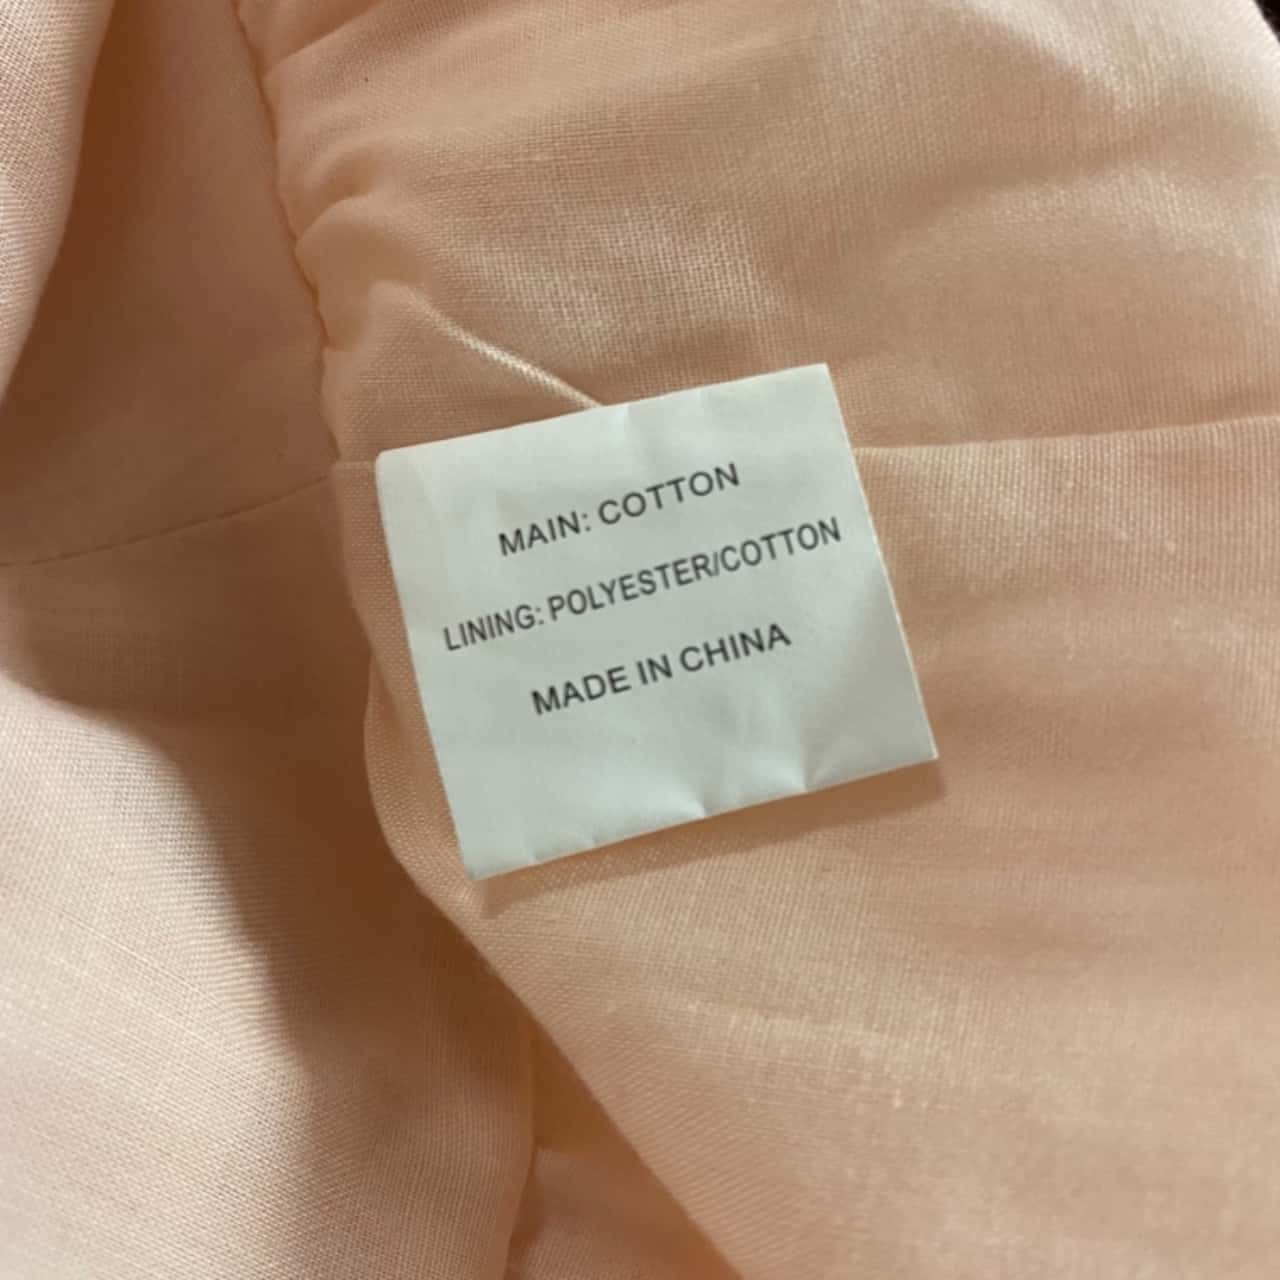 MAIN: COTTON
LINING: POLYESTER/COTTON
MADE IN CHINA